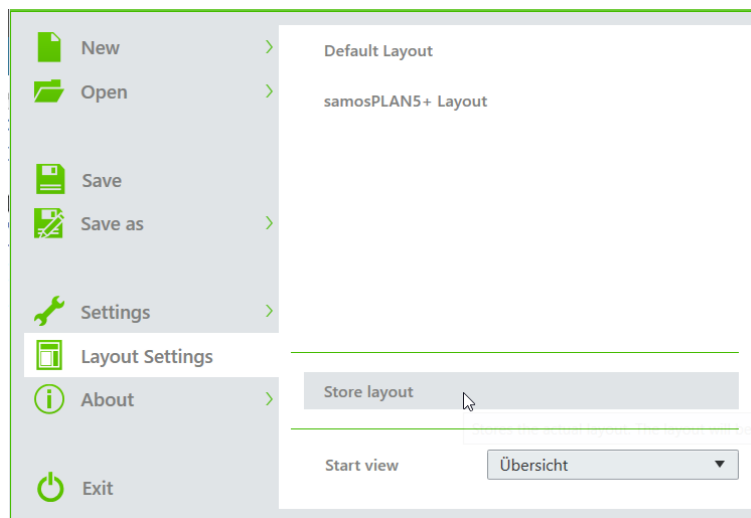 New
Open
Save
Save as
Settings
Layout Settings
About
Exit
Default Layout
samosPLAN5+ Layout
Store layout
Start view
Übersicht